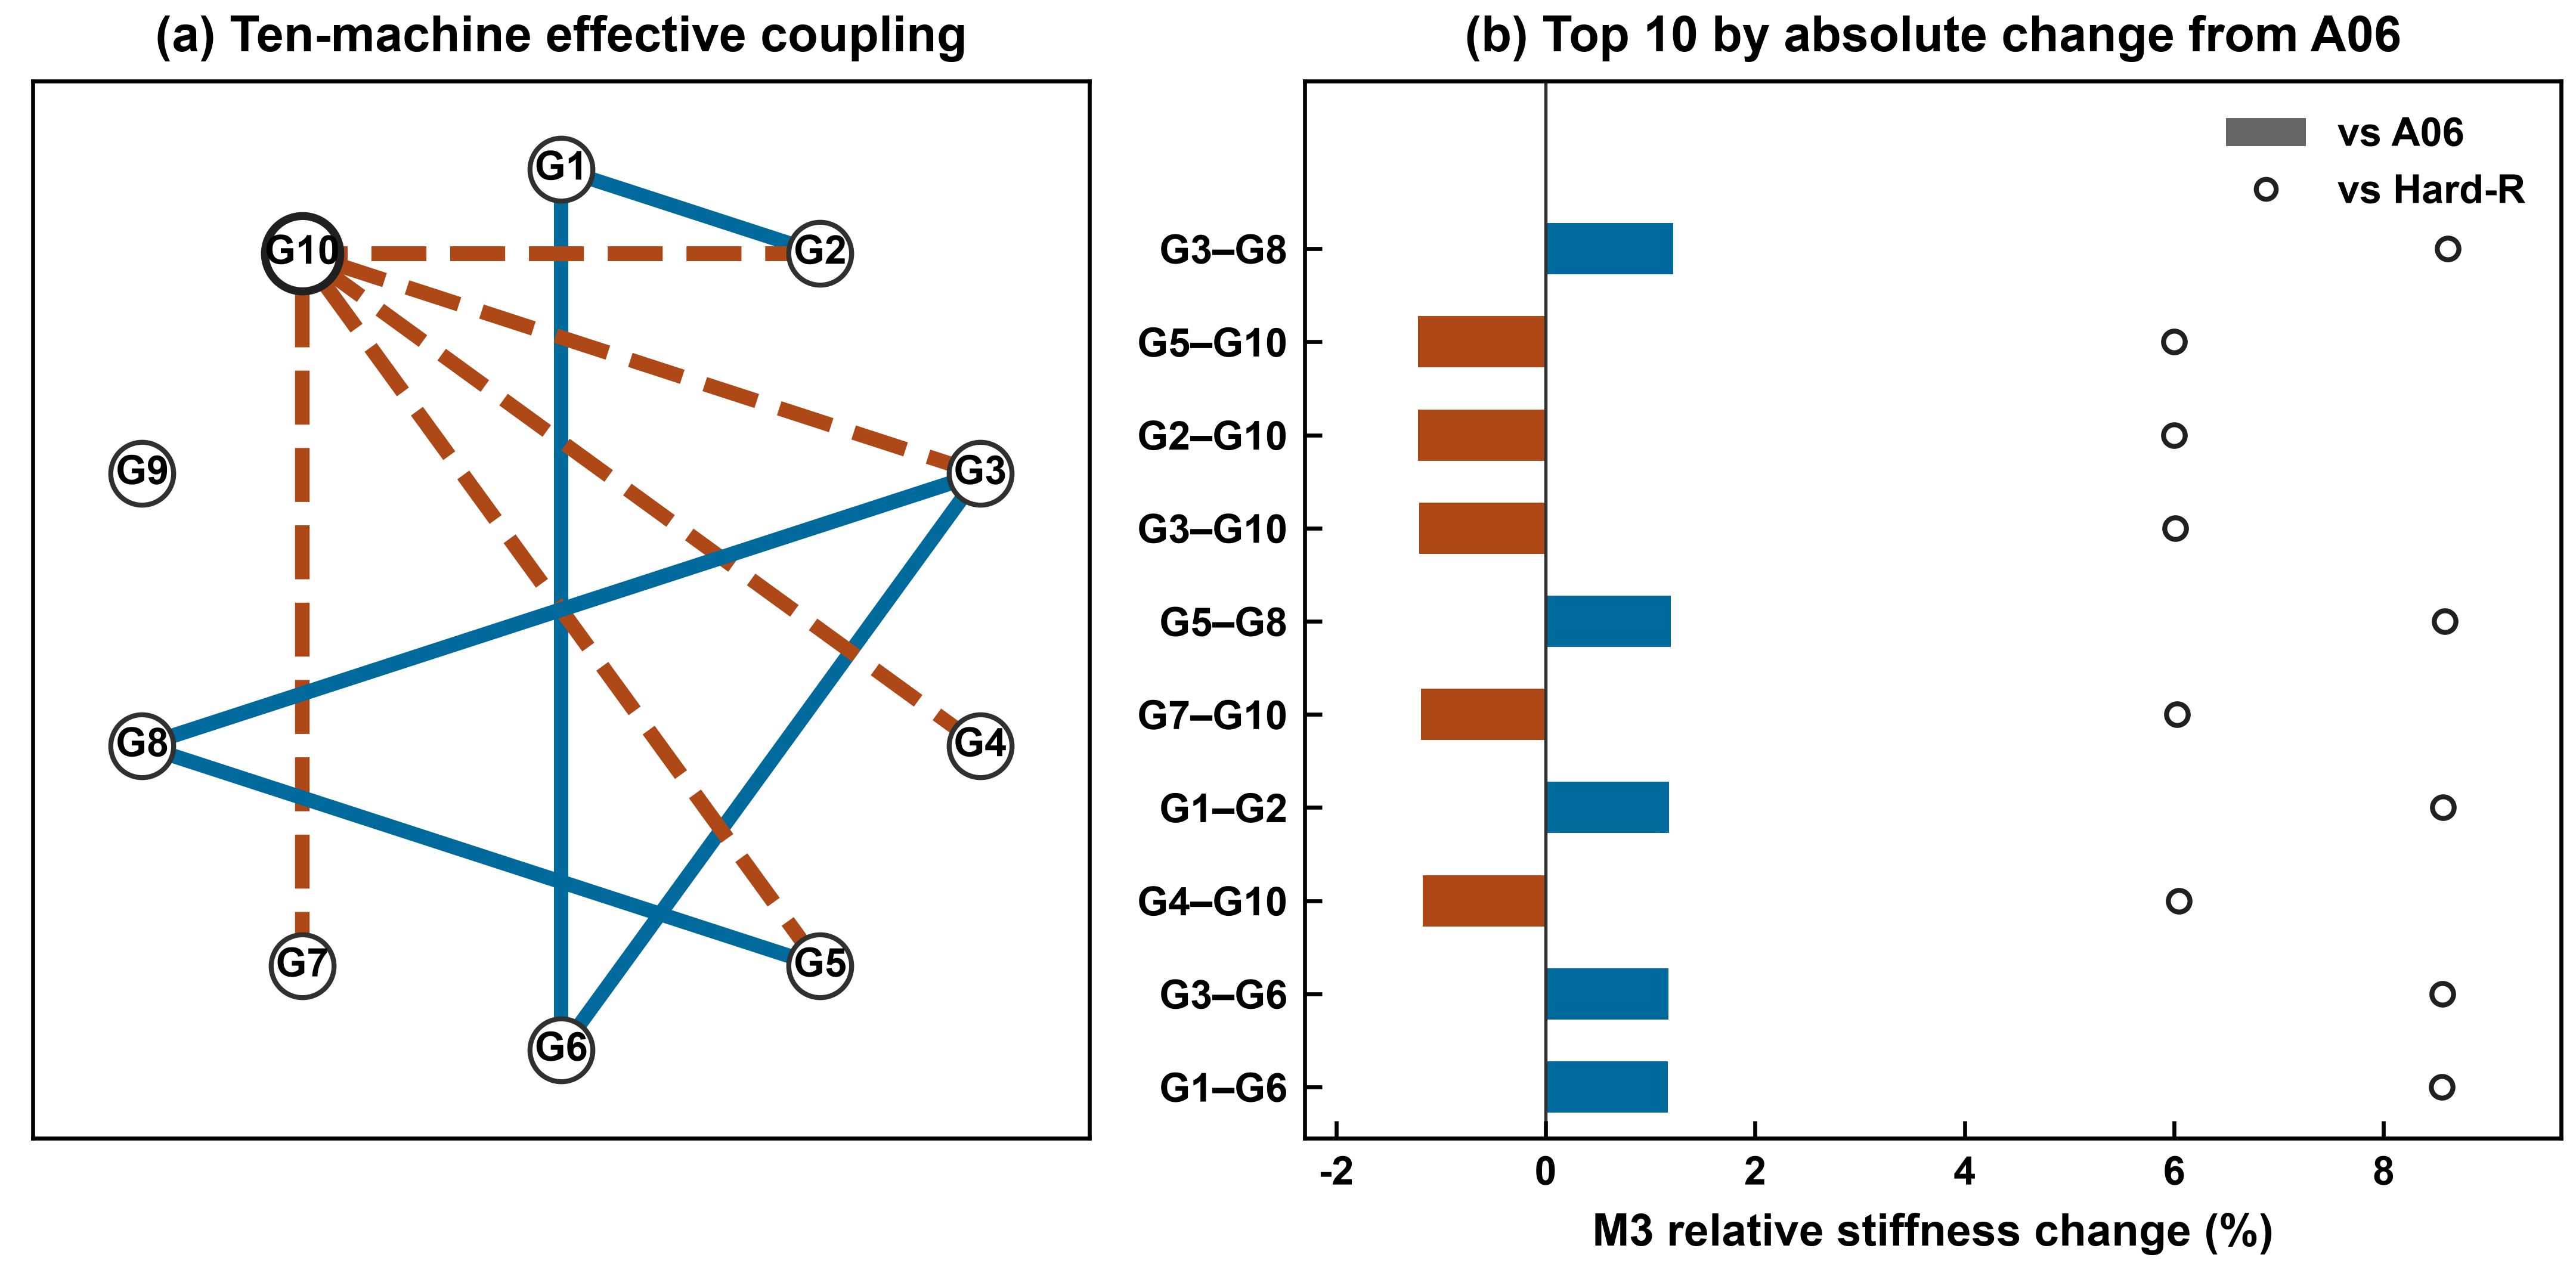 (a) Ten-machine effective coupling
G1
G10
G2
G9
G3
G8
G4
G7
G5
G6
(b) Top 10 by absolute change from A06
vs A06
vs Hard-R
G3–G8
G5–G10
G2–G10
G3–G10
G5–G8
G7–G10
G1–G2
G4–G10
G3–G6
G1–G6
-2 0 2 4 6 8
M3 relative stiffness change (%)